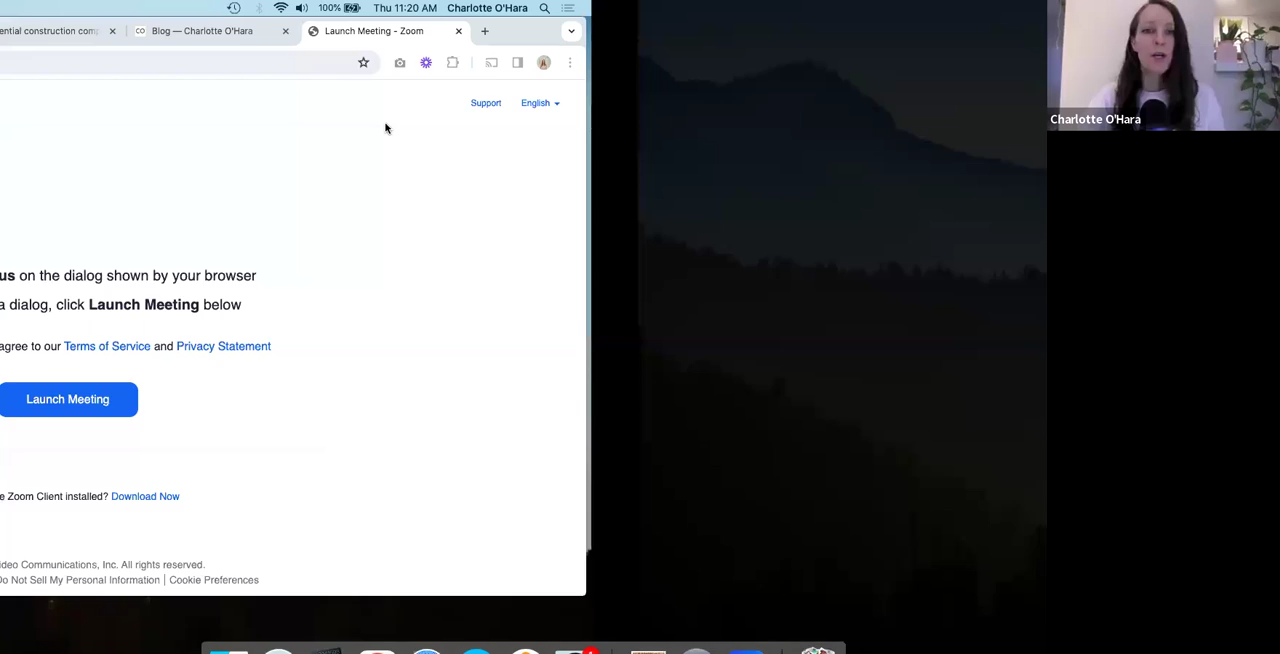 100% Thu 11:20 AM Charlotte O'Hara
ential construction com Blog — Charlotte O'Hara Launch Meeting - Zoom
Support English
us on the dialog shown by your browser
a dialog, click Launch Meeting below
agree to our Terms of Service and Privacy Statement
Launch Meeting
e Zoom Client installed? Download Now
ideo Communications, Inc. All rights reserved.
Do Not Sell My Personal Information | Cookie Preferences
Charlotte O'Hara